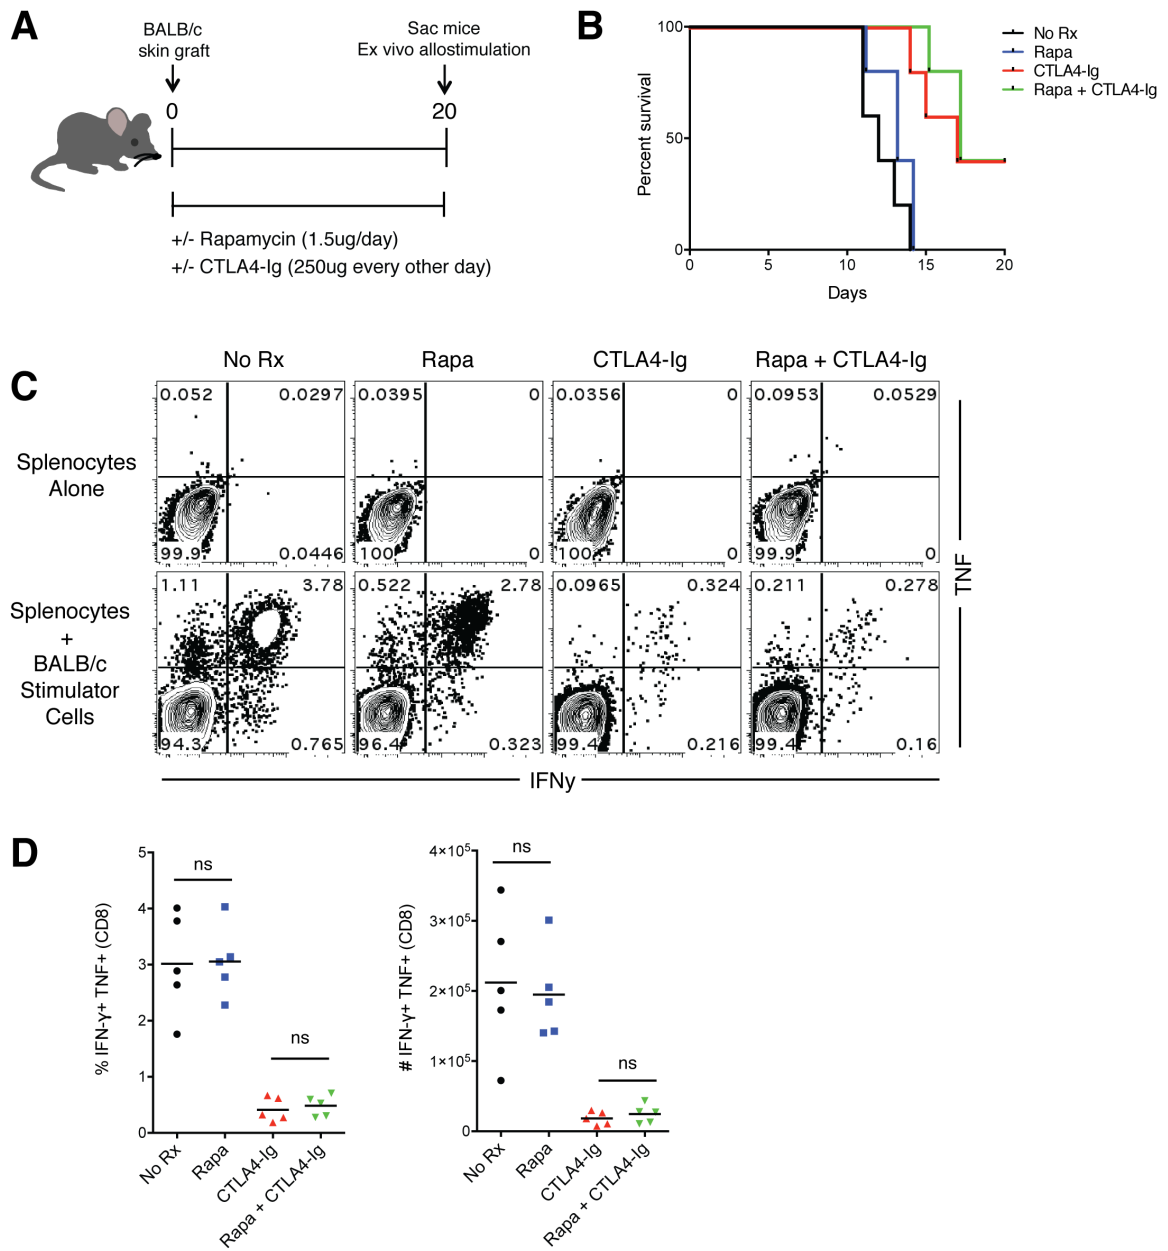 A
BALB/c
skin graft
Sac mice
Ex vivo allostimulation
0
20
+/- Rapamycin (1.5ug/day)
+/- CTLA4-Ig (250ug every other day)
B
100
50
0
Percent survival
0 5 10 15 20
Days
No Rx
Rapa
CTLA4-Ig
Rapa + CTLA4-Ig
C
No Rx Rapa CTLA4-Ig Rapa + CTLA4-Ig
Splenocytes
Alone
0.052 0.0297 0.0395 0 0.0356 0 0.0953 0.0529
99.9 0.0446 100 0 100 0 99.9 0
Splenocytes
+
BALB/c
Stimulator
Cells
1.11 3.78 0.522 2.78 0.0965 0.324 0.211 0.278
94.3 0.765 96.4 0.323 99.4 0.216 99.4 0.16
TNF
IFNy
D
% IFN-γ+ TNF+ (CD8)
5
4
3
2
1
0
ns
ns
No Rx
Rapa
CTLA4-Ig
Rapa + CTLA4-Ig
# IFN-γ+ TNF+ (CD8)
4×10⁵
3×10⁵
2×10⁵
1×10⁵
0
ns
ns
No Rx
Rapa
CTLA4-Ig
Rapa + CTLA4-Ig